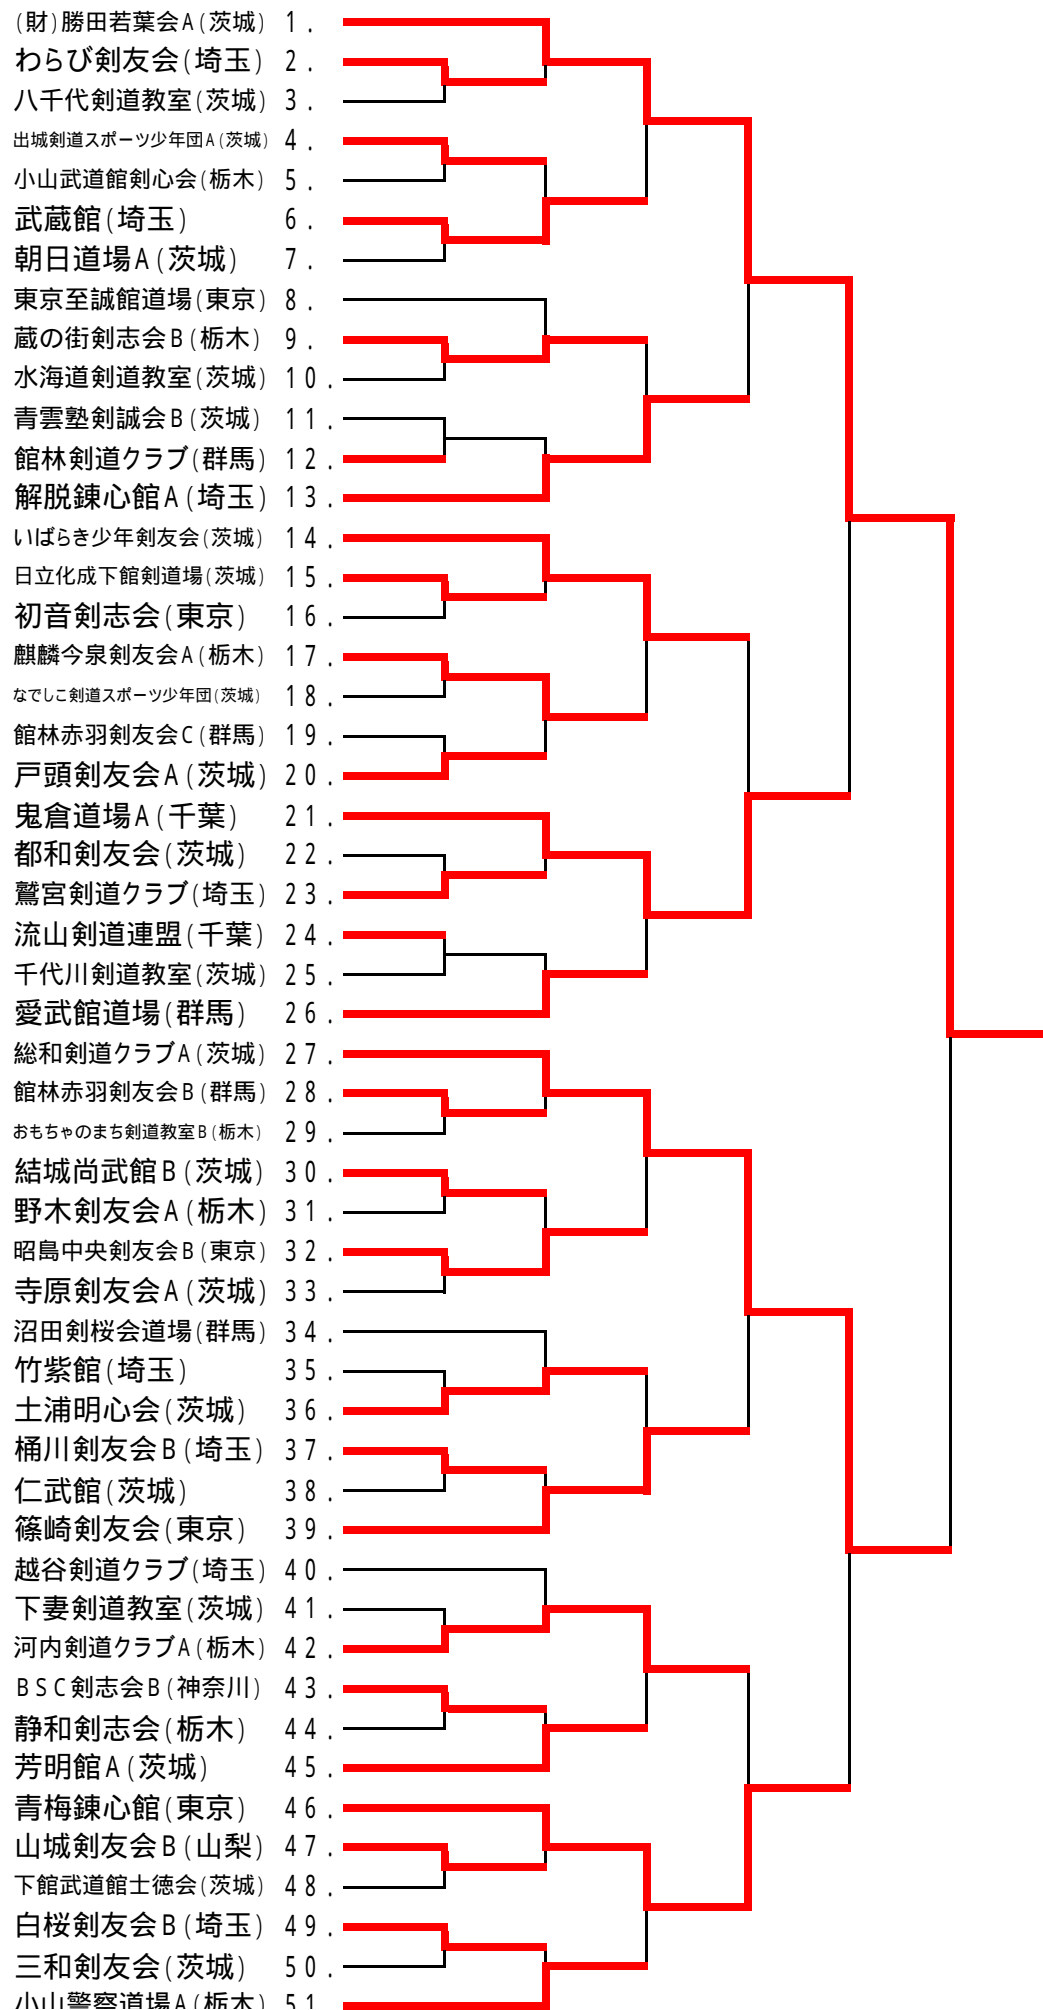 (財)勝田若葉会A(茨城) 1.
わらび剣友会(埼玉) 2.
八千代剣道教室(茨城) 3.
出城剣道スポーツ少年団A(茨城) 4.
小山武道館剣心会(栃木) 5.
武蔵館(埼玉) 6.
朝日道場A(茨城) 7.
東京至誠館道場(東京) 8.
蔵の街剣志会B(栃木) 9.
水海道剣道教室(茨城) 10.
青雲塾剣誠会B(茨城) 11.
館林剣道クラブ(群馬) 12.
解脱錬心館A(埼玉) 13.
いばらき少年剣友会(茨城) 14.
日立化成下館剣道場(茨城) 15.
初音剣志会(東京) 16.
麒麟今泉剣友会A(栃木) 17.
なでしこ剣道スポーツ少年団(茨城) 18.
館林赤羽剣友会C(群馬) 19.
戸頭剣友会A(茨城) 20.
鬼倉道場A(千葉) 21.
都和剣友会(茨城) 22.
鷲宮剣道クラブ(埼玉) 23.
流山剣道連盟(千葉) 24.
千代川剣道教室(茨城) 25.
愛武館道場(群馬) 26.
総和剣道クラブA(茨城) 27.
館林赤羽剣友会B(群馬) 28.
おもちゃのまち剣道教室B(栃木) 29.
結城尚武館B(茨城) 30.
野木剣友会A(栃木) 31.
昭島中央剣友会B(東京) 32.
寺原剣友会A(茨城) 33.
沼田剣桜会道場(群馬) 34.
竹紫館(埼玉) 35.
土浦明心会(茨城) 36.
桶川剣友会B(埼玉) 37.
仁武館(茨城) 38.
篠崎剣友会(東京) 39.
越谷剣道クラブ(埼玉) 40.
下妻剣道教室(茨城) 41.
河内剣道クラブA(栃木) 42.
BSC剣志会B(神奈川) 43.
静和剣志会(栃木) 44.
芳明館A(茨城) 45.
青梅錬心館(東京) 46.
山城剣友会B(山梨) 47.
下館武道館士徳会(茨城) 48.
白桜剣友会B(埼玉) 49.
三和剣友会(茨城) 50.
小山警察道場A(栃木) 51.